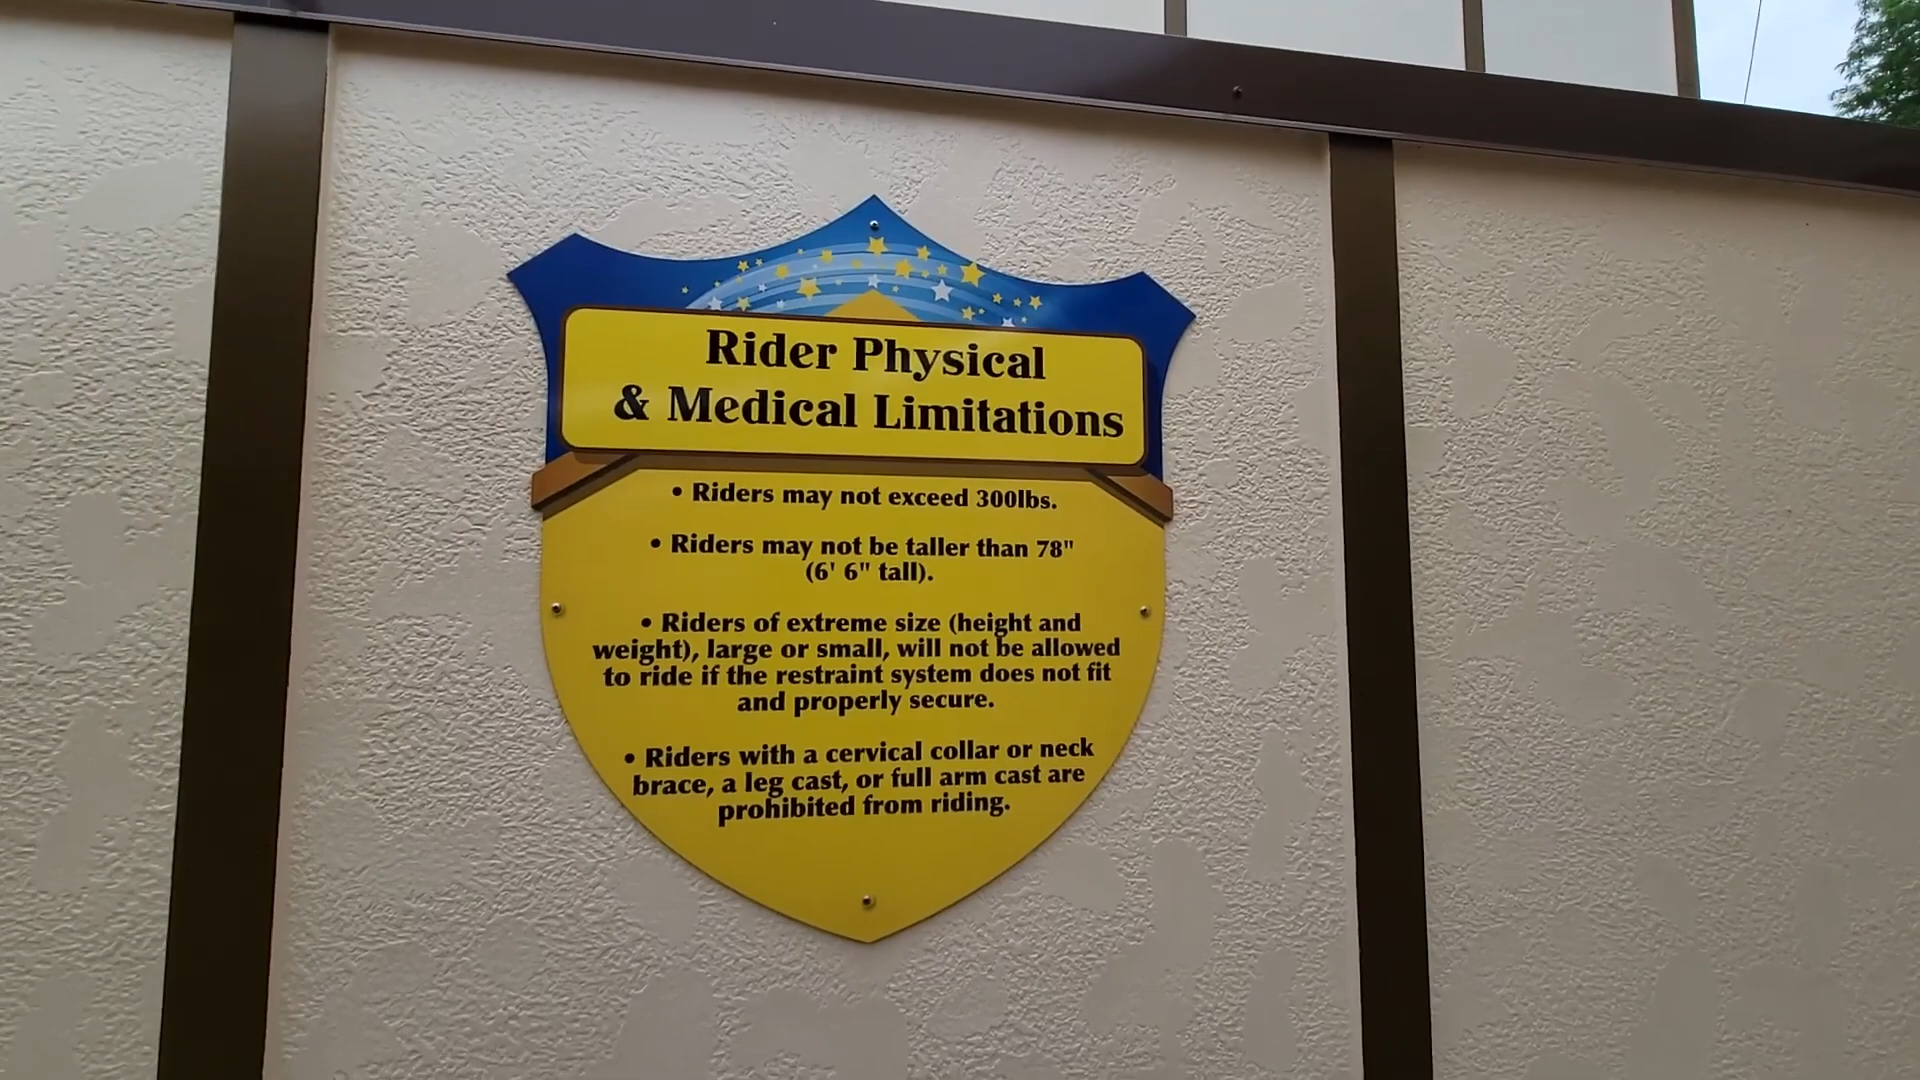 Rider Physical
& Medical Limitations
• Riders may not exceed 300lbs.
• Riders may not be taller than 78"
(6' 6" tall).
• Riders of extreme size (height and
weight), large or small, will not be allowed
to ride if the restraint system does not fit
and properly secure.
• Riders with a cervical collar or neck
brace, a leg cast, or full arm cast are
prohibited from riding.